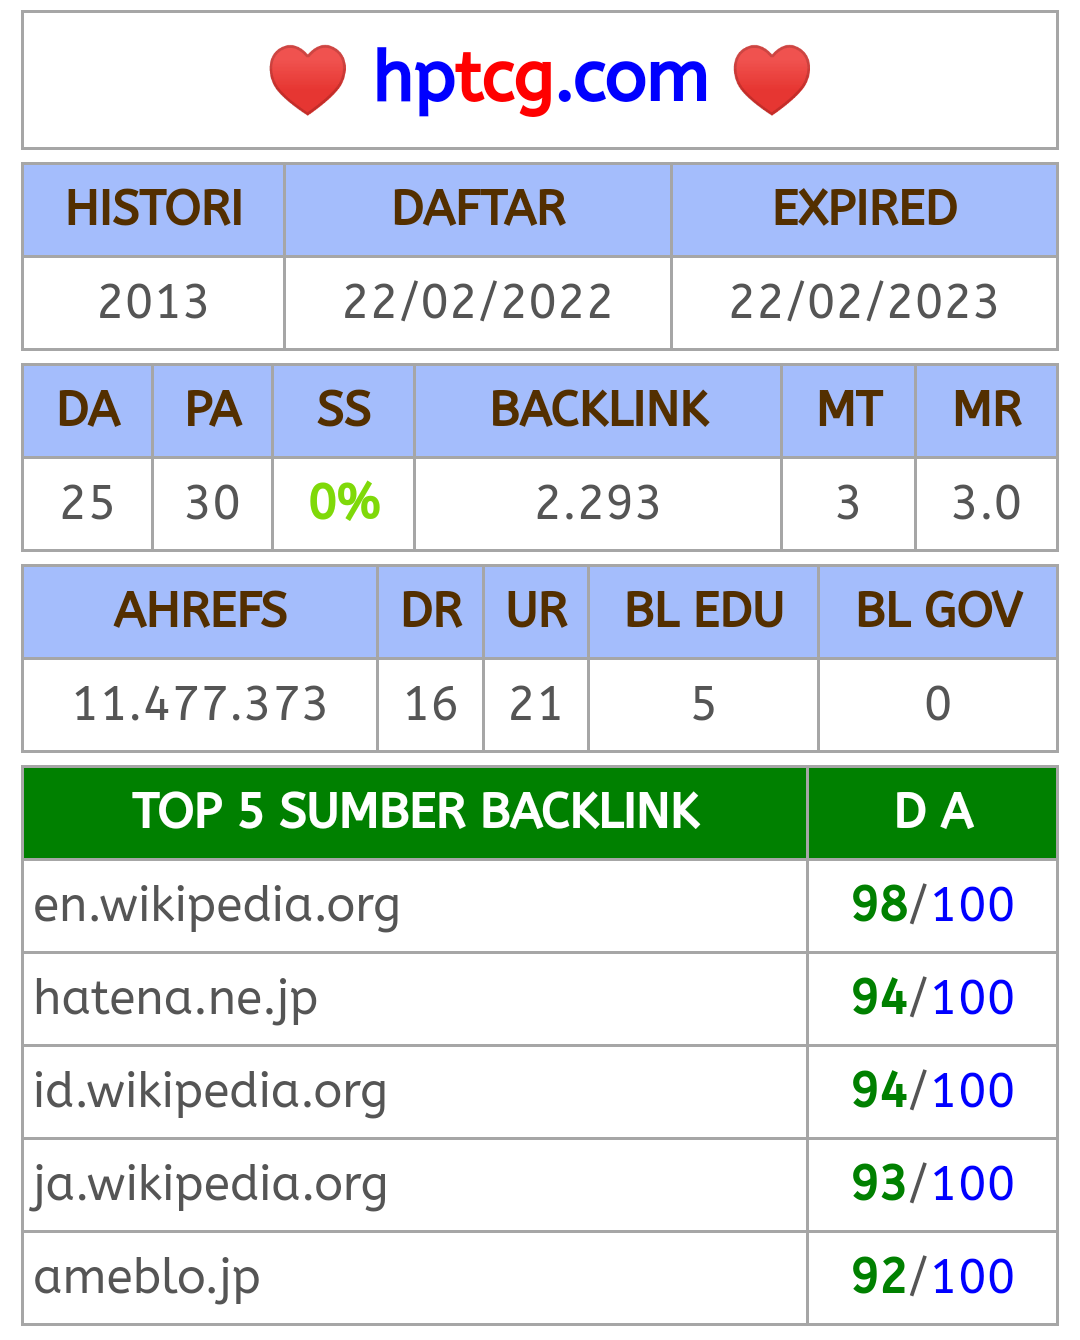 ❤️ hptcg.com ❤️
HISTORI DAFTAR EXPIRED
2013 22/02/2022 22/02/2023
DA PA SS BACKLINK MT MR
25 30 0% 2.293 3 3.0
AHREFS DR UR BL EDU BL GOV
11.477.373 16 21 5 0
TOP 5 SUMBER BACKLINK D A
en.wikipedia.org 98/100
hatena.ne.jp 94/100
id.wikipedia.org 94/100
ja.wikipedia.org 93/100
ameblo.jp 92/100